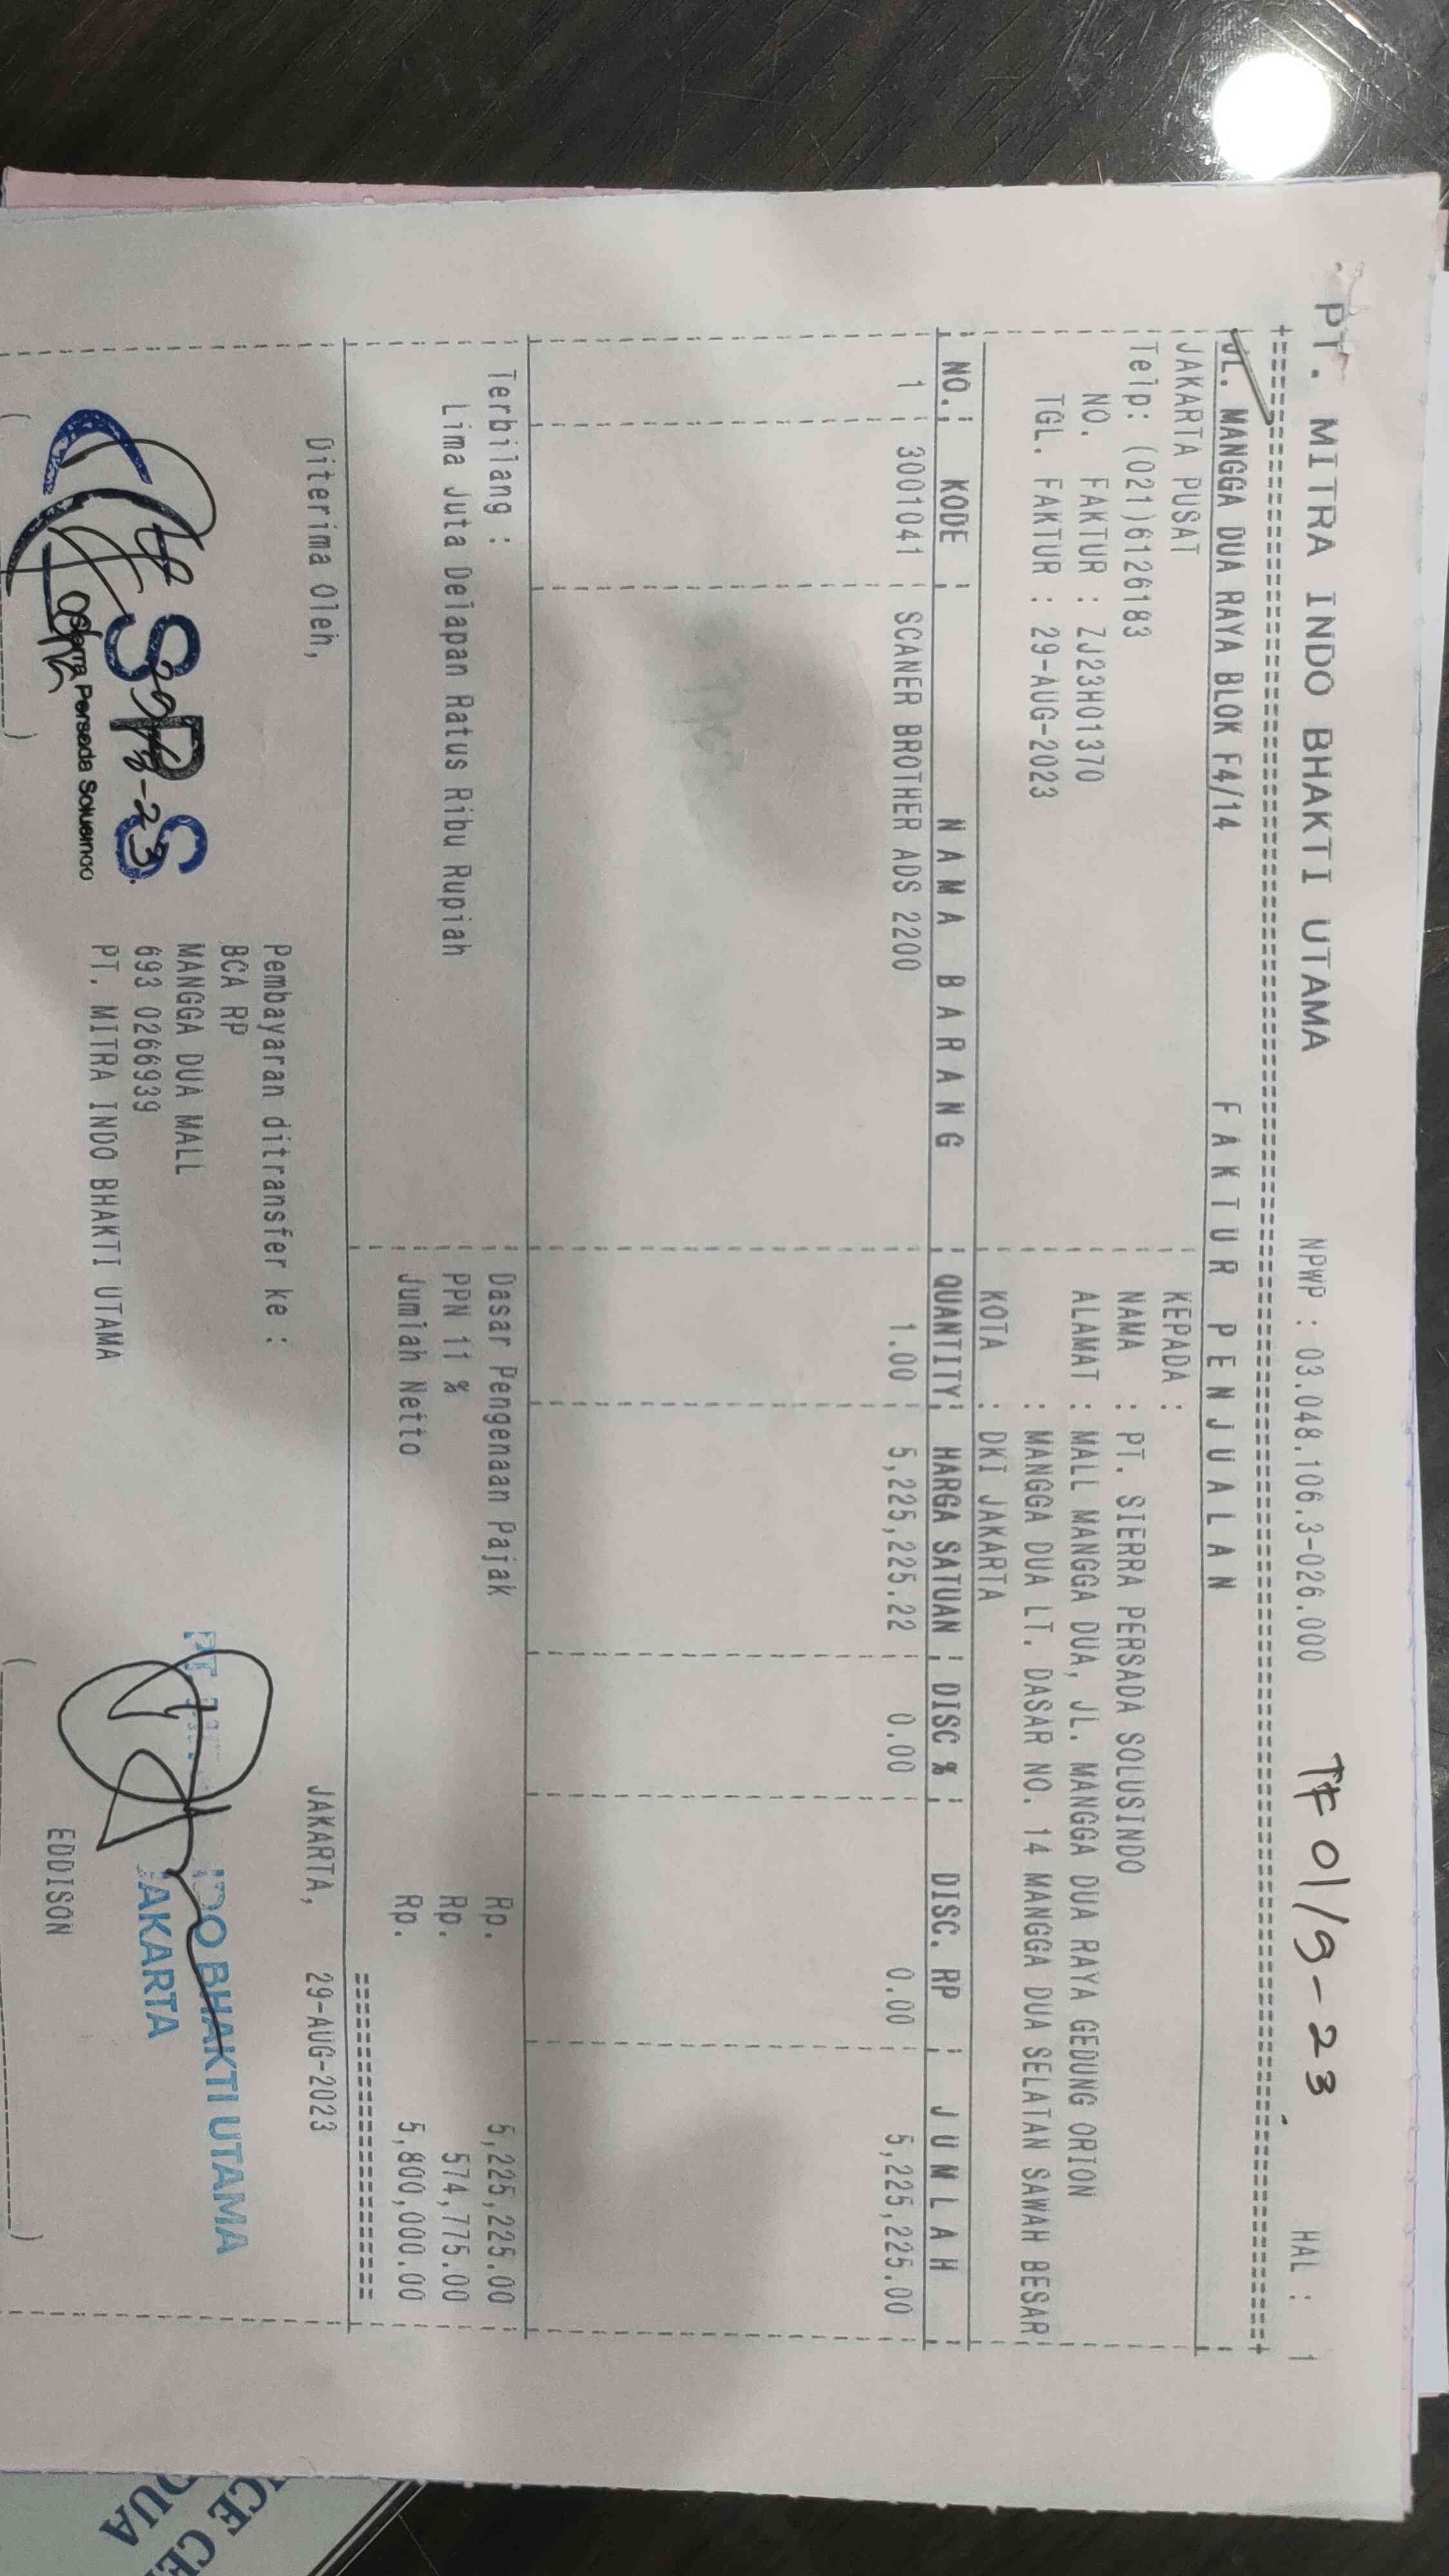 PT. MITRA INDO BHAKTI UTAMA NPWP : 03.048.106.3-026.000 TF 01/9-23 HAL : 1
JL. MANGGA DUA RAYA BLOK F4/14 F A K T U R P E N J U A L A N
JAKARTA PUSAT KEPADA :
Telp: (021)6126183 NAMA : PT. SIERRA PERSADA SOLUSINDO
NO. FAKTUR : ZJ23H01370 ALAMAT : MALL MANGGA DUA, JL. MANGGA DUA RAYA GEDUNG ORION
TGL. FAKTUR : 29-AUG-2023 : MANGGA DUA LT. DASAR NO. 14 MANGGA DUA SELATAN SAWAH BESAR
KOTA : DKI JAKARTA
NO. KODE N A M A B A R A N G QUANTITY HARGA SATUAN DISC % DISC. RP J U M L A H
1 3001041 SCANER BROTHER ADS 2200 1.00 5,225,225.22 0.00 0.00 5,225,225.00
Terbilang : Dasar Pengenaan Pajak Rp. 5,225,225.00
Lima Juta Delapan Ratus Ribu Rupiah PPN 11 % Rp. 574,775.00
Jumlah Netto Rp. 5,800,000.00
Diterima Oleh, JAKARTA, 29-AUG-2023
Pembayaran ditransfer ke :
BCA RP
MANGGA DUA MALL
693 0266939
PT. MITRA INDO BHAKTI UTAMA
SPS
Persada Solusindo
PT. BHAKTI UTAMA
JAKARTA
EDDISON
ICE CE
DUA